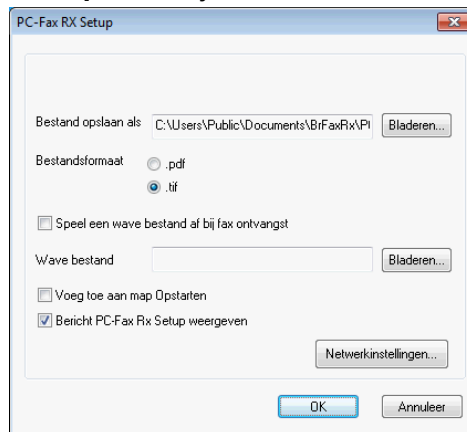 PC-Fax RX Setup
Bestand opslaan als C:\Users\Public\Documents\BrFaxRx\ Bladeren...
Bestandsformaat .pdf
.tif
Speel een wave bestand af bij fax ontvangst
Wave bestand Bladeren...
Voeg toe aan map Opstarten
Bericht PC-Fax Rx Setup weergeven
Netwerkinstellingen...
OK Annuleer